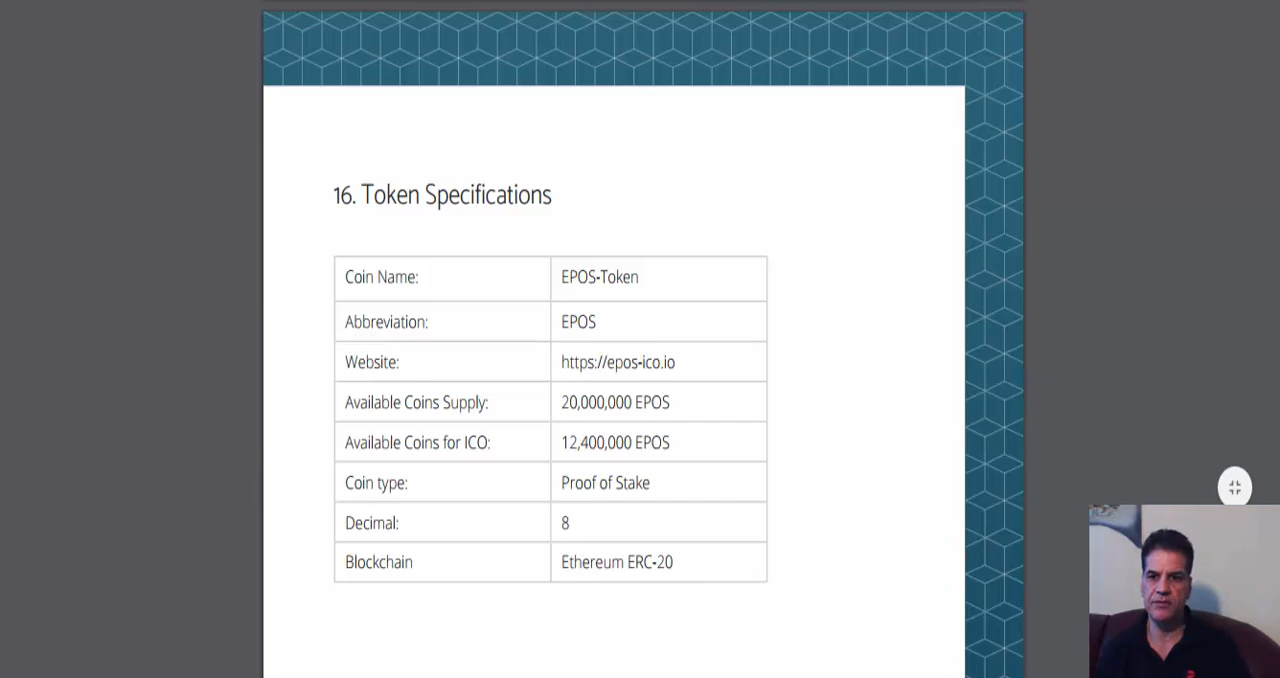 16. Token Specifications
Coin Name: EPOS-Token
Abbreviation: EPOS
Website: https://epos-ico.io
Available Coins Supply: 20,000,000 EPOS
Available Coins for ICO: 12,400,000 EPOS
Coin type: Proof of Stake
Decimal: 8
Blockchain Ethereum ERC-20